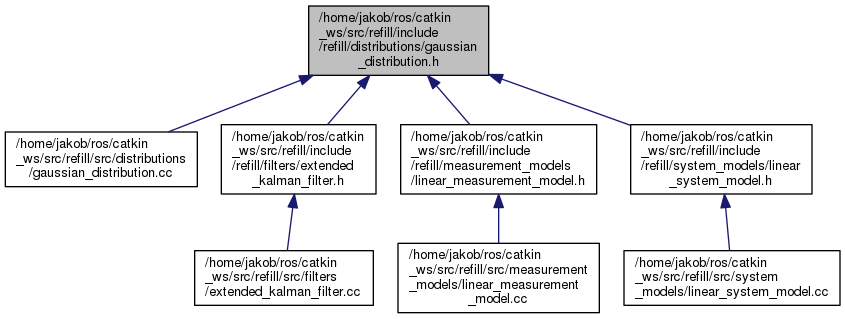 /home/jakob/ros/catkin
_ws/src/refill/include
/refill/distributions/gaussian
_distribution.h
/home/jakob/ros/catkin
_ws/src/refill/src/distributions
/gaussian_distribution.cc
/home/jakob/ros/catkin
_ws/src/refill/include
/refill/filters/extended
_kalman_filter.h
/home/jakob/ros/catkin
_ws/src/refill/include
/refill/measurement_models
/linear_measurement_model.h
/home/jakob/ros/catkin
_ws/src/refill/include
/refill/system_models/linear
_system_model.h
/home/jakob/ros/catkin
_ws/src/refill/src/filters
/extended_kalman_filter.cc
/home/jakob/ros/catkin
_ws/src/refill/src/measurement
_models/linear_measurement
_model.cc
/home/jakob/ros/catkin
_ws/src/refill/src/system
_models/linear_system_model.cc